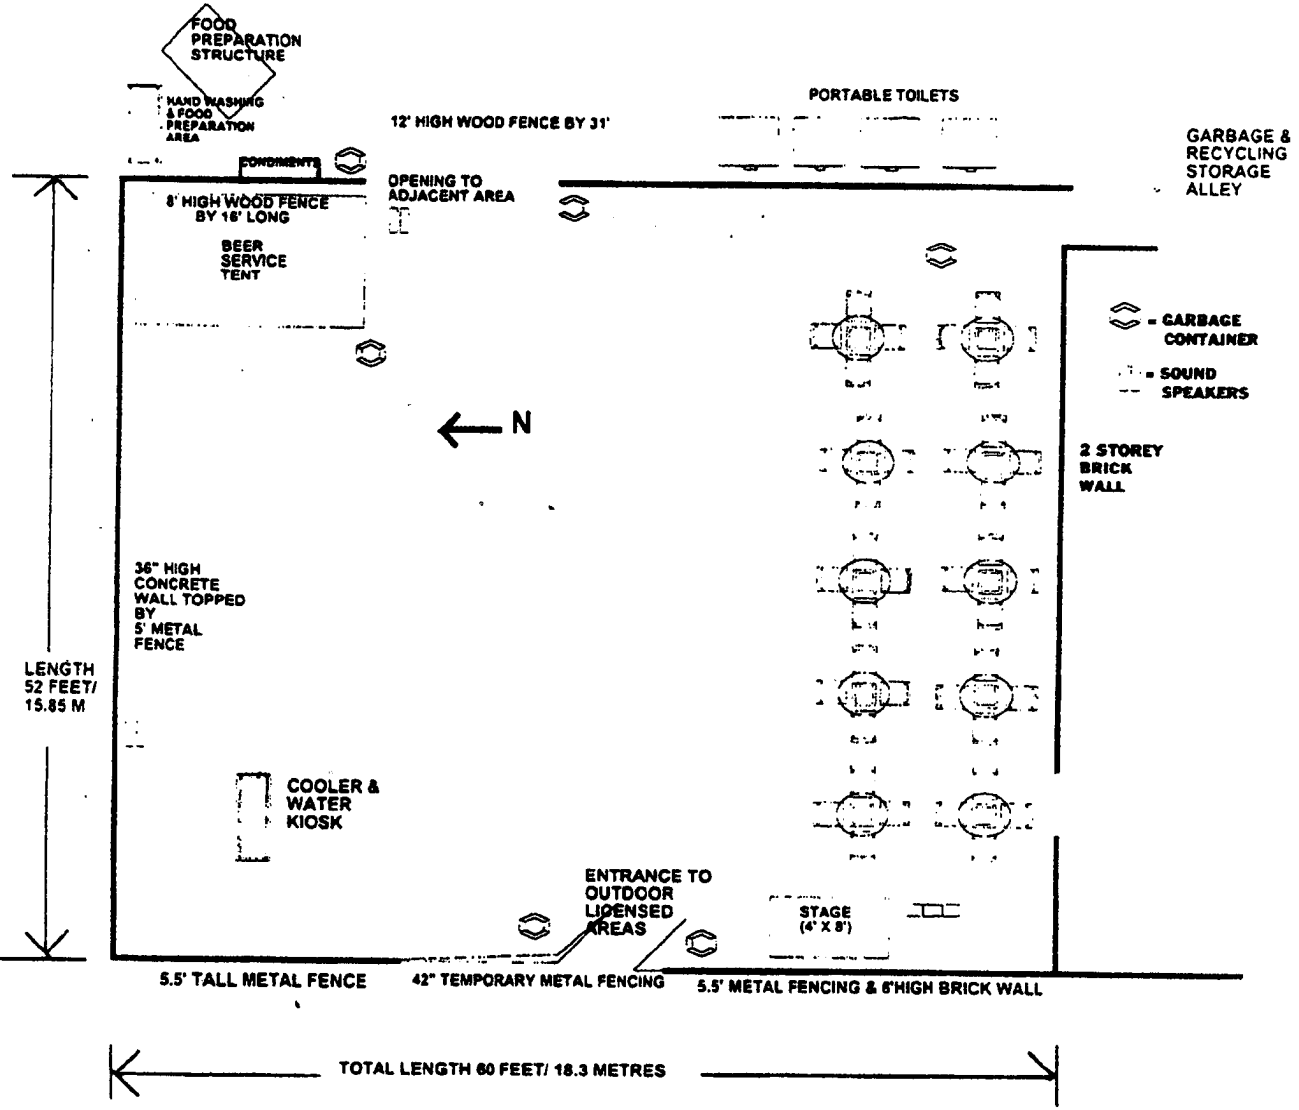 FOOD
PREPARATION
STRUCTURE
HAND WASHING
& FOOD
PREPARATION
AREA
CONDIMENTS
12' HIGH WOOD FENCE BY 31'
PORTABLE TOILETS
GARBAGE &
RECYCLING
STORAGE
ALLEY
OPENING TO
ADJACENT AREA
8' HIGH WOOD FENCE
BY 16' LONG
BEER
SERVICE
TENT
= GARBAGE
CONTAINER
= SOUND
SPEAKERS
N
2 STOREY
BRICK
WALL
36" HIGH
CONCRETE
WALL TOPPED
BY
5' METAL
FENCE
LENGTH
52 FEET/
15.85 M
COOLER &
WATER
KIOSK
ENTRANCE TO
OUTDOOR
LICENSED
AREAS
STAGE
(4' X 8')
5.5' TALL METAL FENCE
42" TEMPORARY METAL FENCING
5.5' METAL FENCING & 6'HIGH BRICK WALL
TOTAL LENGTH 60 FEET/ 18.3 METRES